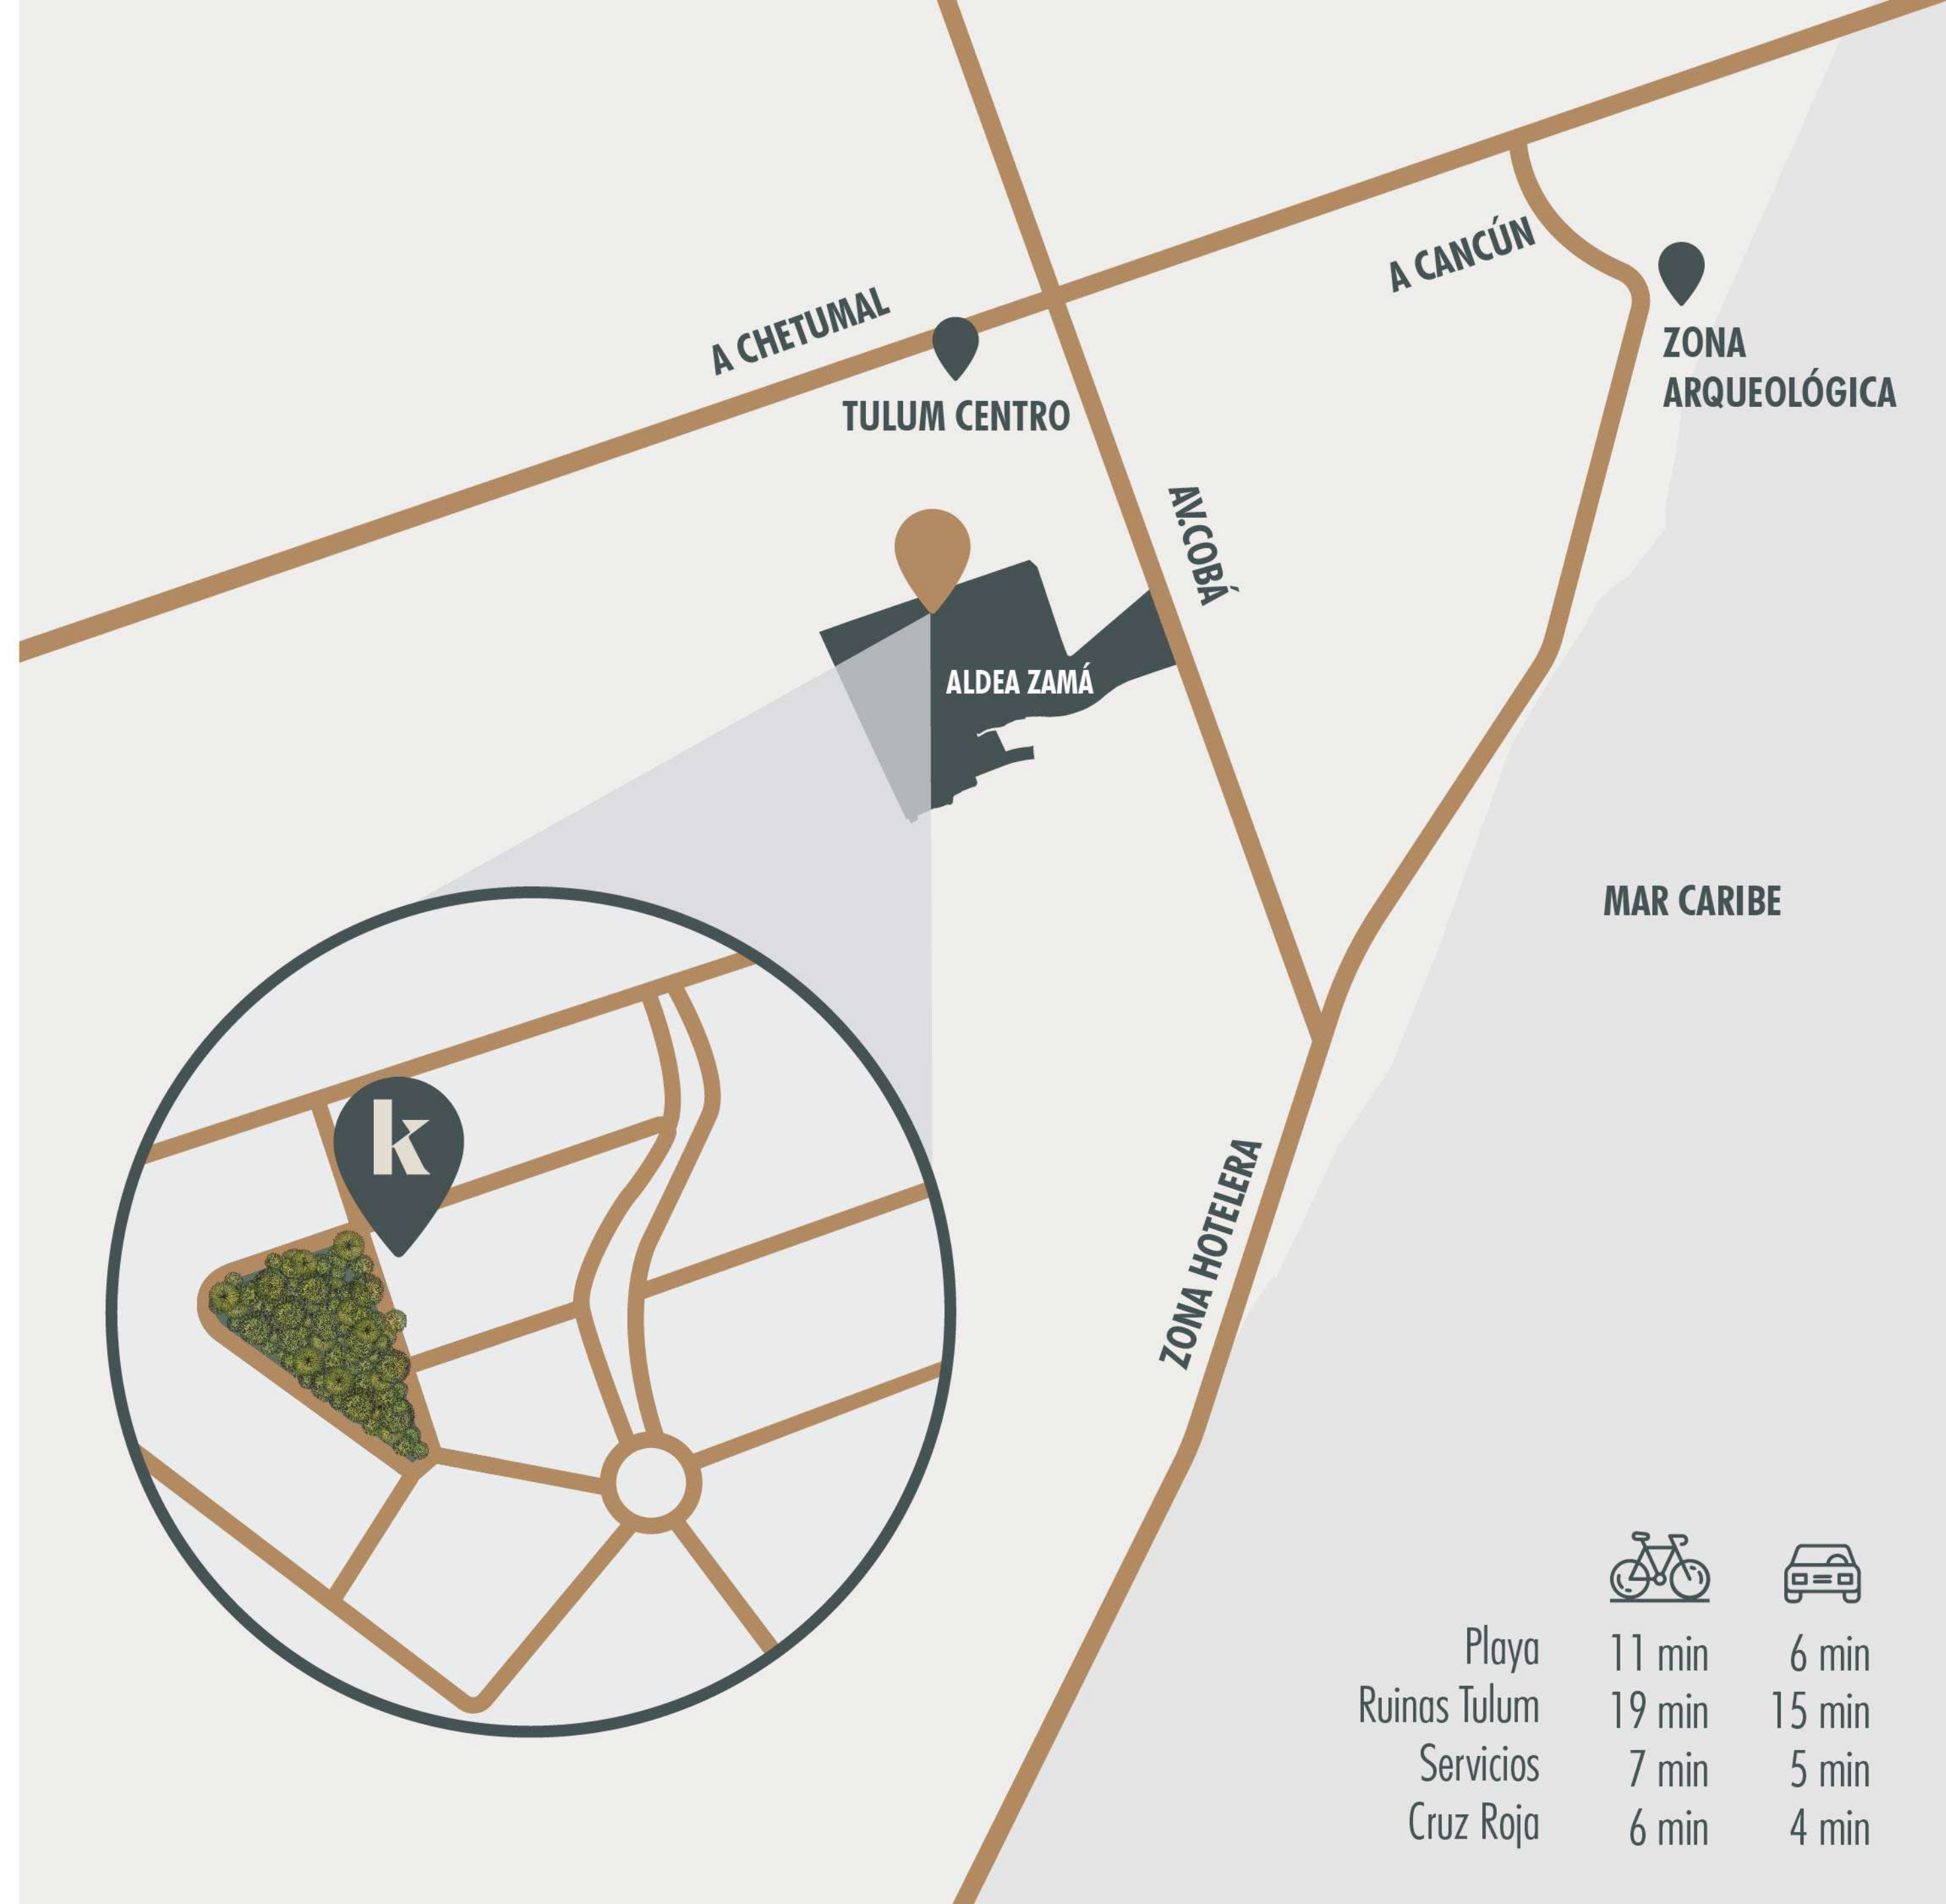 A CANCÚN
A CHETUMAL
ZONA
ARQUEOLÓGICA
TULUM CENTRO
AV.COBÁ
ALDEA ZAMÁ
MAR CARIBE
k
ZONA HOTELERA
Playa 11 min 6 min
Ruinas Tulum 19 min 15 min
Servicios 7 min 5 min
Cruz Roja 6 min 4 min